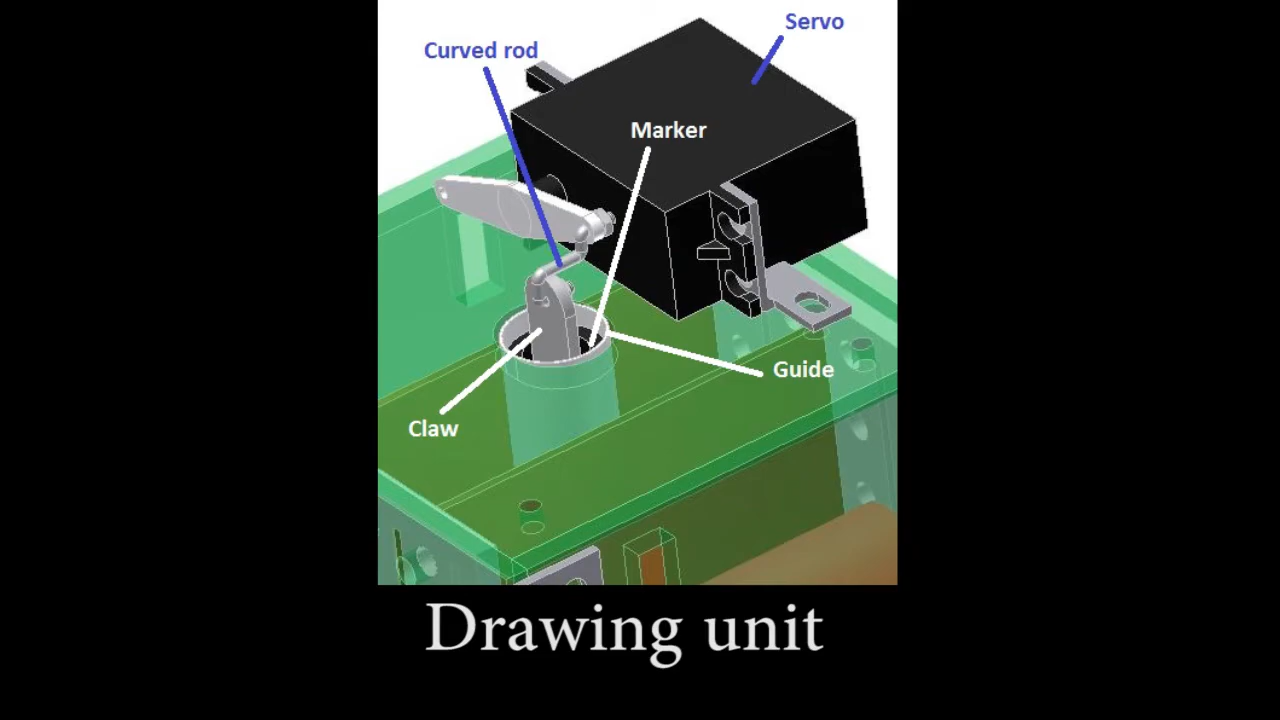 Servo
Curved rod
Marker
Guide
Claw
Drawing unit